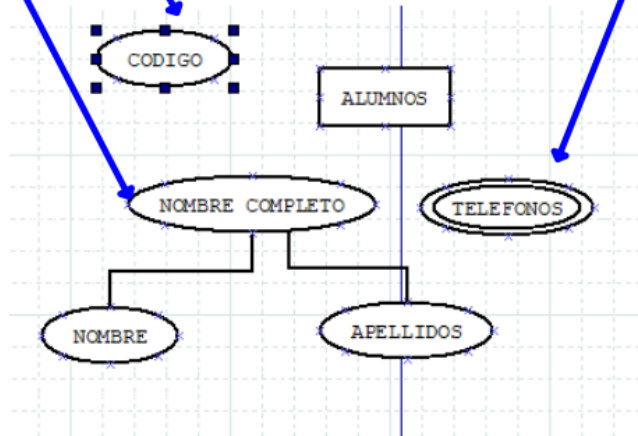 CODIGO
ALUMNOS
NOMBRE COMPLETO
TELEFONOS
NOMBRE
APELLIDOS